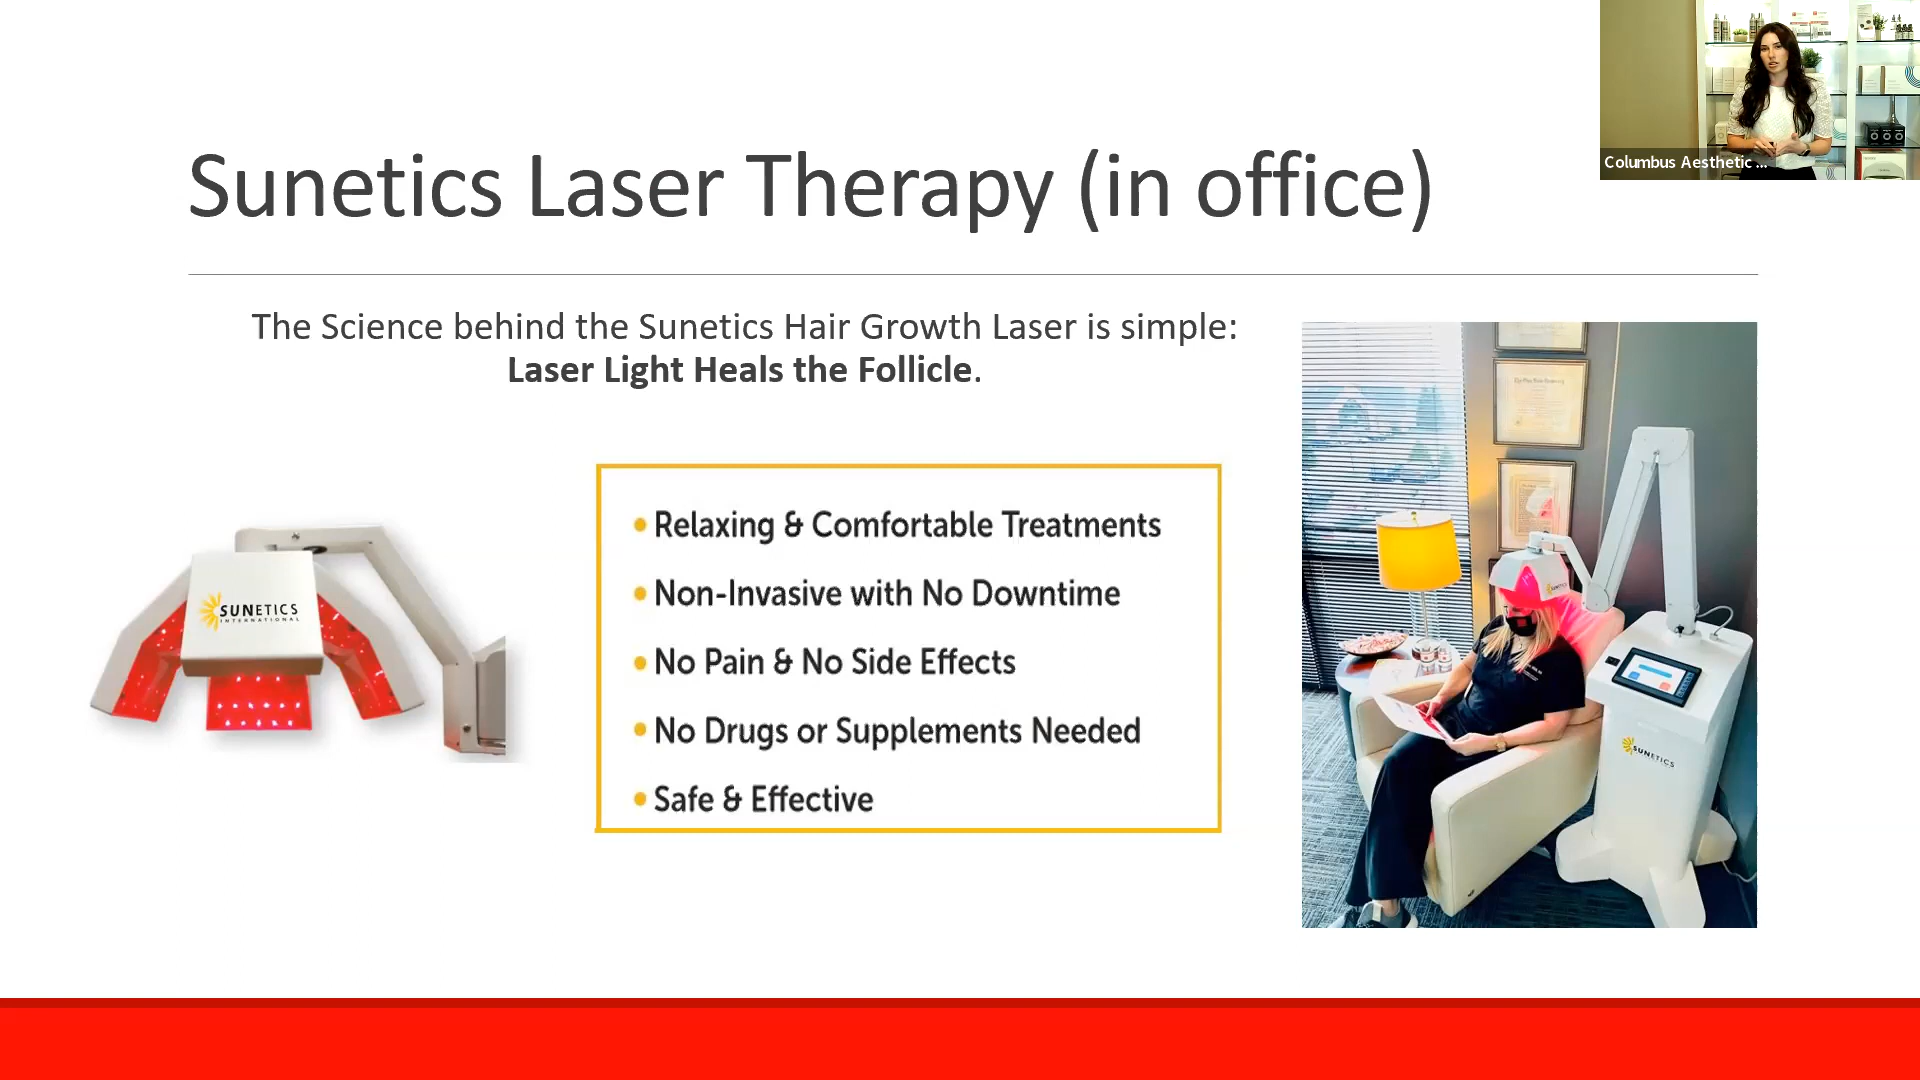 Columbus Aesthetic ...
Sunetics Laser Therapy (in office)
The Science behind the Sunetics Hair Growth Laser is simple:
Laser Light Heals the Follicle.
SUNETICS
INTERNATIONAL
• Relaxing & Comfortable Treatments
• Non-Invasive with No Downtime
• No Pain & No Side Effects
• No Drugs or Supplements Needed
• Safe & Effective
SUNETICS